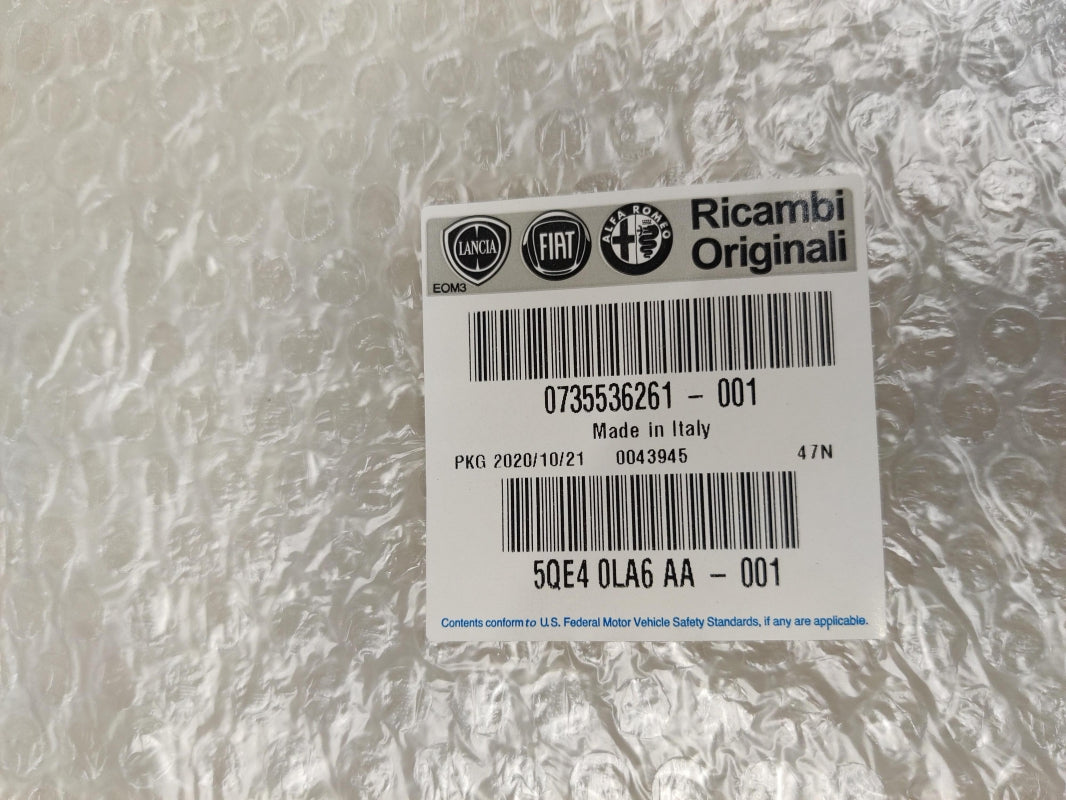 LANCIA FIAT ALFA ROMEO Ricambi
Originali
EOM3
0735536261 - 001
Made in Italy
PKG 2020/10/21 0043945 47N
5QE4 0LA6 AA - 001
Contents conform to U.S. Federal Motor Vehicle Safety Standards, if any are applicable.